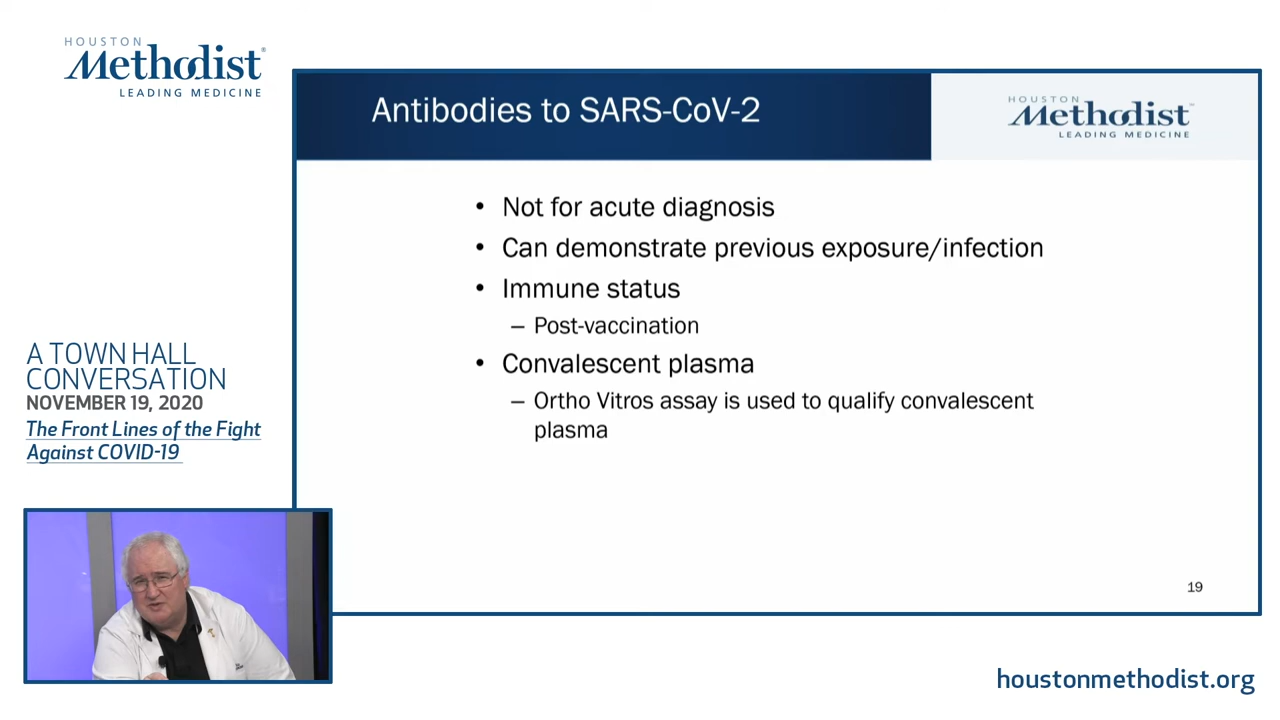 HOUSTON
Methodist®
LEADING MEDICINE
Antibodies to SARS-CoV-2
HOUSTON
Methodist
LEADING MEDICINE
• Not for acute diagnosis
• Can demonstrate previous exposure/infection
• Immune status
– Post-vaccination
• Convalescent plasma
– Ortho Vitros assay is used to qualify convalescent
plasma
19
A TOWN HALL
CONVERSATION
NOVEMBER 19, 2020
The Front Lines of the Fight
Against COVID-19
houstonmethodist.org